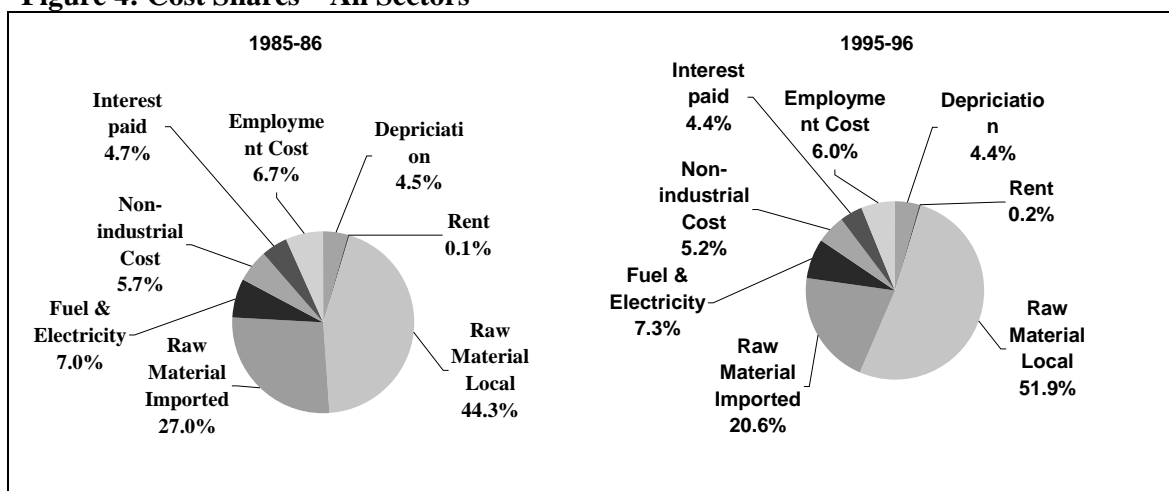 Figure 4: Cost Shares – All Sectors
1985-86
Interest
paid
4.7%
Employme
nt Cost
6.7%
Depriciati
on
4.5%
Non-
industrial
Cost
5.7%
Rent
0.1%
Fuel &
Electricity
7.0%
Raw
Material
Imported
27.0%
Raw
Material
Local
44.3%
1995-96
Interest
paid
4.4%
Employme
nt Cost
6.0%
Depriciatio
n
4.4%
Non-
industrial
Cost
5.2%
Rent
0.2%
Fuel &
Electricity
7.3%
Raw
Material
Imported
20.6%
Raw
Material
Local
51.9%